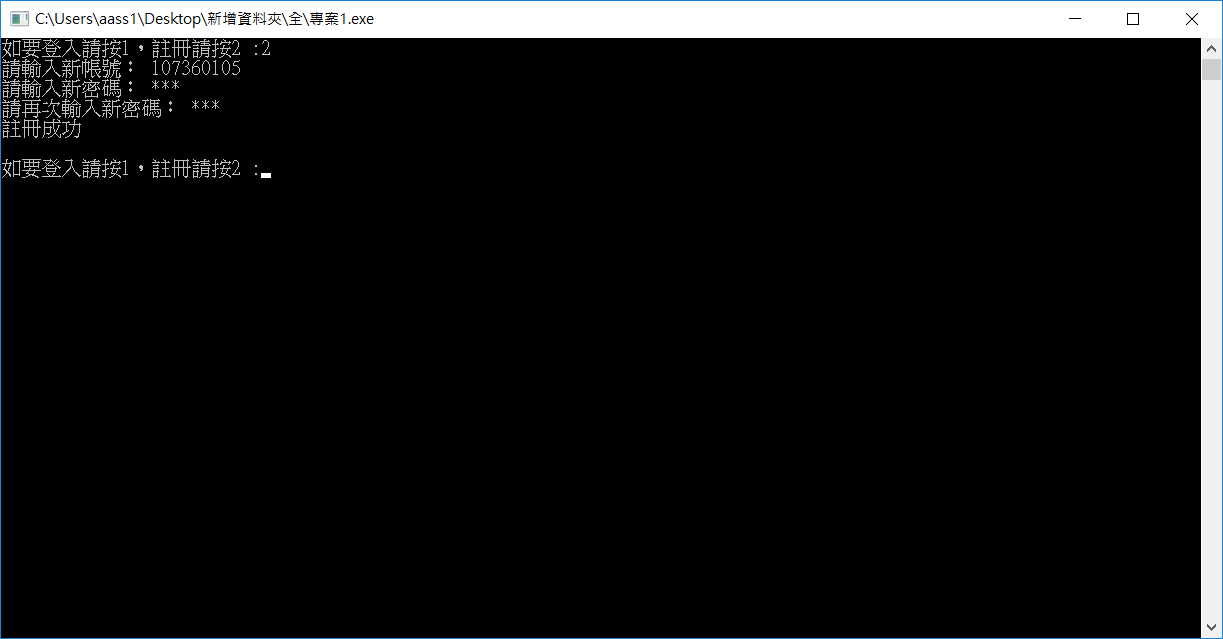 C:\Users\aass1\Desktop\新增資料夾\全\專案1.exe
如要登入請按1，註冊請按2 :2
請輸入新帳號： 107360105
請輸入新密碼： ***
請再次輸入新密碼： ***
註冊成功
如要登入請按1，註冊請按2 :